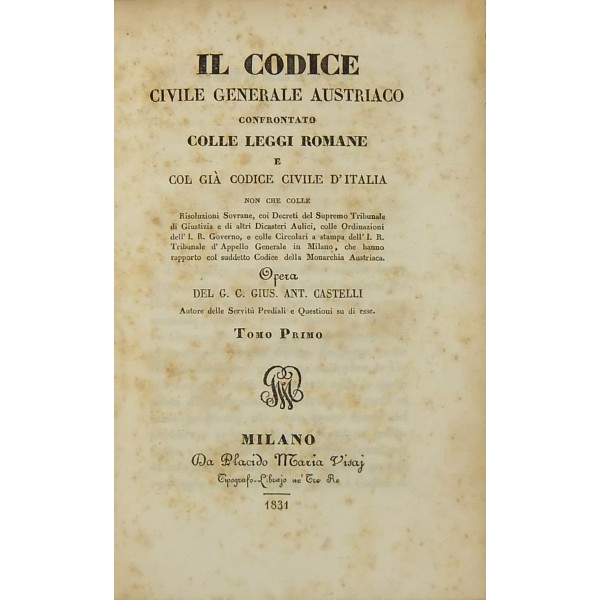 IL CODICE
CIVILE GENERALE AUSTRIACO
CONFRONTATO
COLLE LEGGI ROMANE
E
COL GIÀ CODICE CIVILE D'ITALIA
NON CHE COLLE
Risoluzioni Sovrane, coi Decreti del Supremo Tribunale
di Giustizia e di altri Dicasteri Aulici, colle Ordinazioni
dell' I. R. Governo, e colle Circolari a stampa dell' I. R.
Tribunale d' Appello Generale in Milano, che hanno
rapporto col suddetto Codice della Monarchia Austriaca.
Opera
DEL G. C. GIUS. ANT. CASTELLI
Autore delle Servitù Prediali e Questioni su di esse.
TOMO PRIMO
MILANO
Da Placido Maria Visaj
Tipografo-Librajo ne' Tre Re
1831